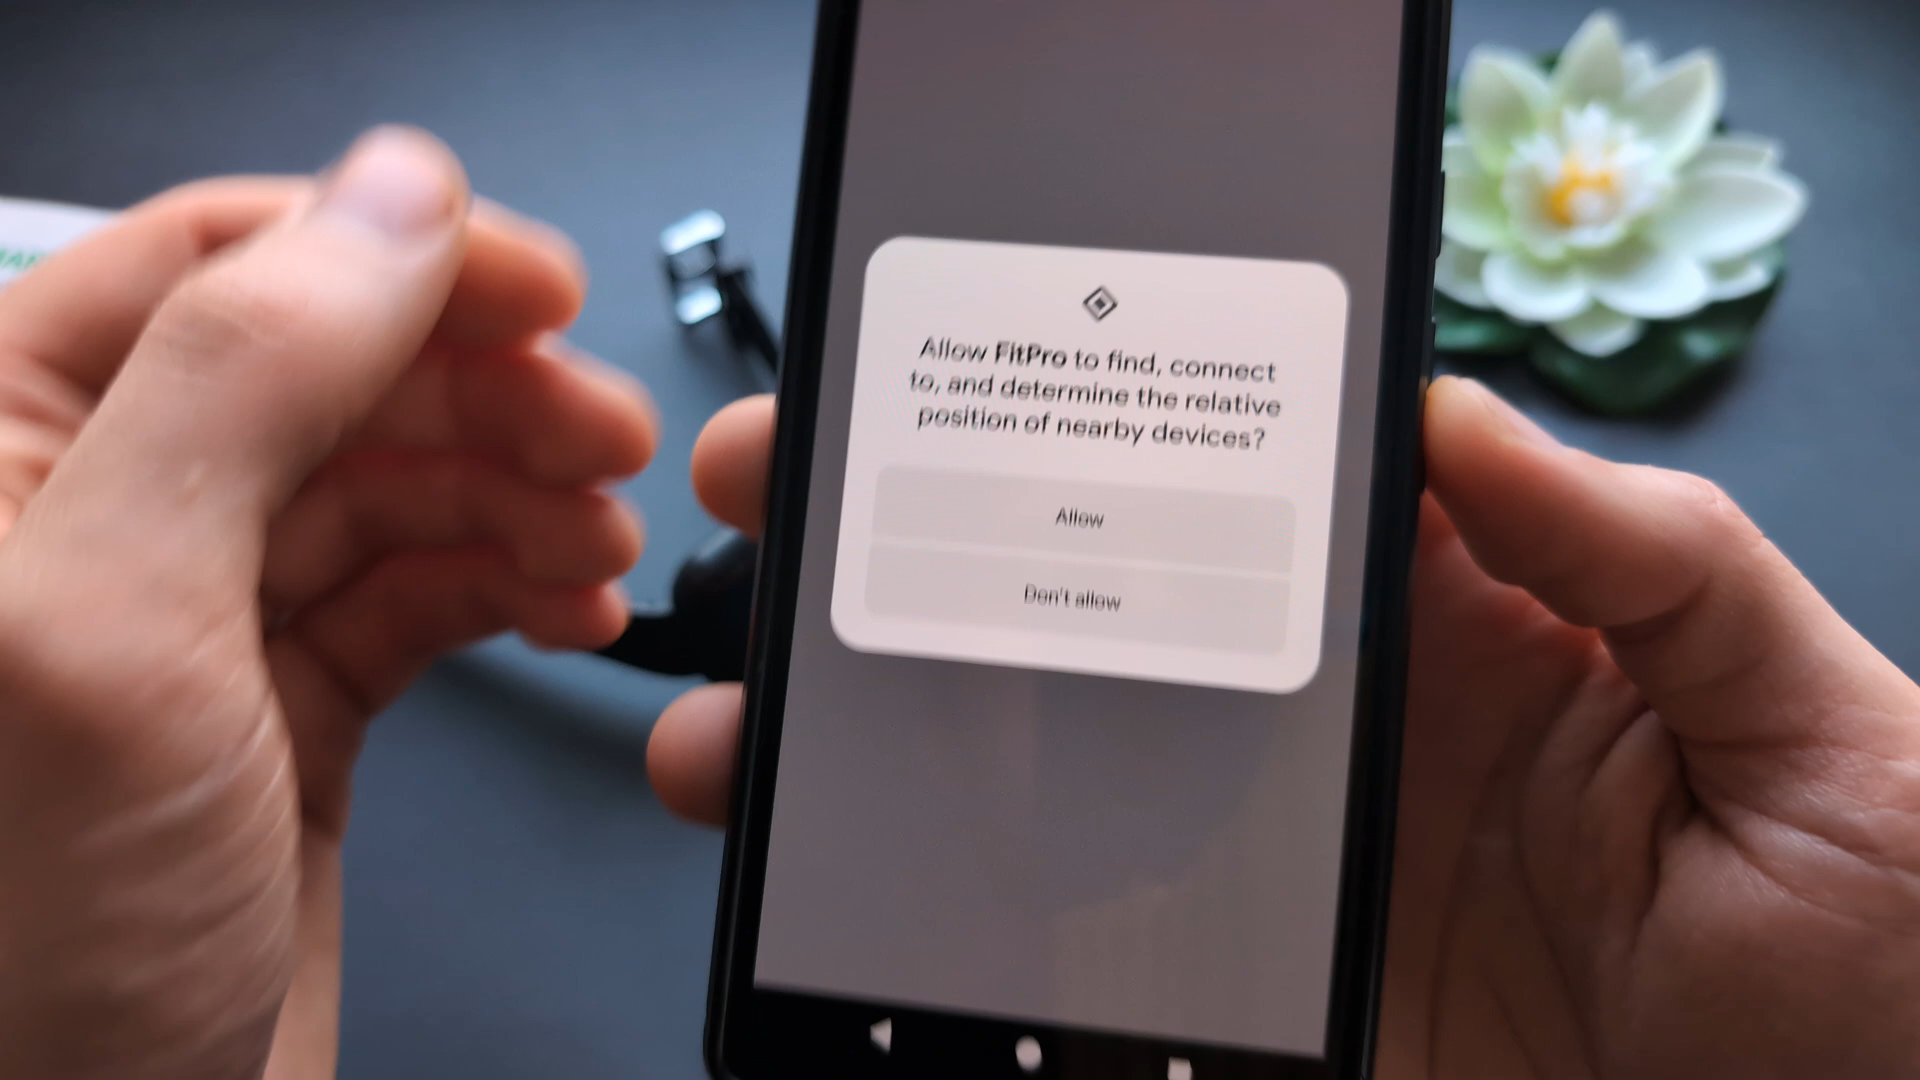 Allow FitPro to find, connect
to, and determine the relative
position of nearby devices?
Allow
Don't allow